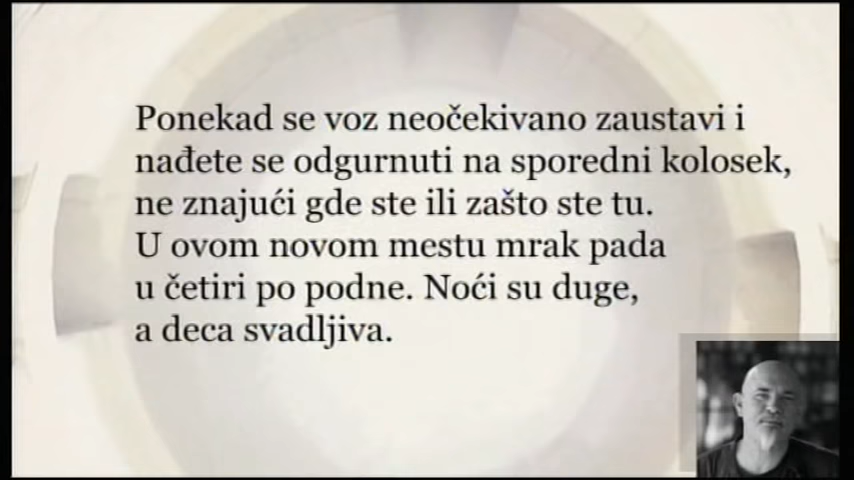 Ponekad se voz neočekivano zaustavi i
nađete se odgurnuti na sporedni kolosek,
ne znajući gde ste ili zašto ste tu.
U ovom novom mestu mrak pada
u četiri po podne. Noći su duge,
a deca svadljiva.